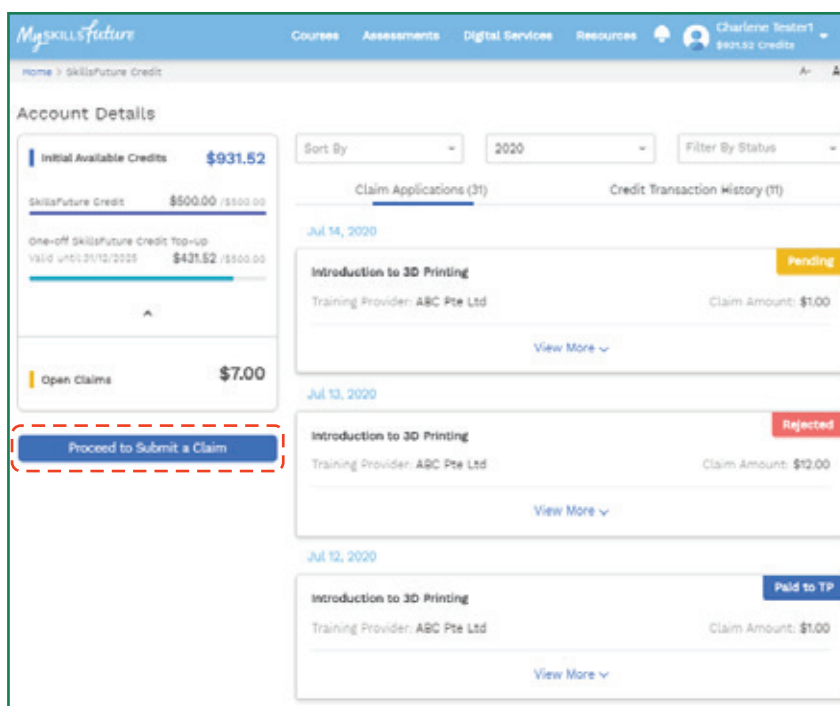 MySKILLSfuture
Courses Assessments Digital Services Resources Charlene Tester1
$931.52 Credits
Home > SkillsFuture Credit A- A
Account Details
Initial Available Credits $931.52
SkillsFuture Credit $500.00 /$500.00
One-off SkillsFuture Credit Top-Up
Valid until 31/12/2025 $431.52 /$500.00
Open Claims $7.00
Proceed to Submit a Claim
Sort By 2020 Filter By Status
Claim Applications (31) Credit Transaction History (11)
Jul 14, 2020
Pending
Introduction to 3D Printing
Training Provider: ABC Pte Ltd Claim Amount: $1.00
View More
Jul 13, 2020
Rejected
Introduction to 3D Printing
Training Provider: ABC Pte Ltd Claim Amount: $12.00
View More
Jul 12, 2020
Paid to TP
Introduction to 3D Printing
Training Provider: ABC Pte Ltd Claim Amount: $1.00
View More